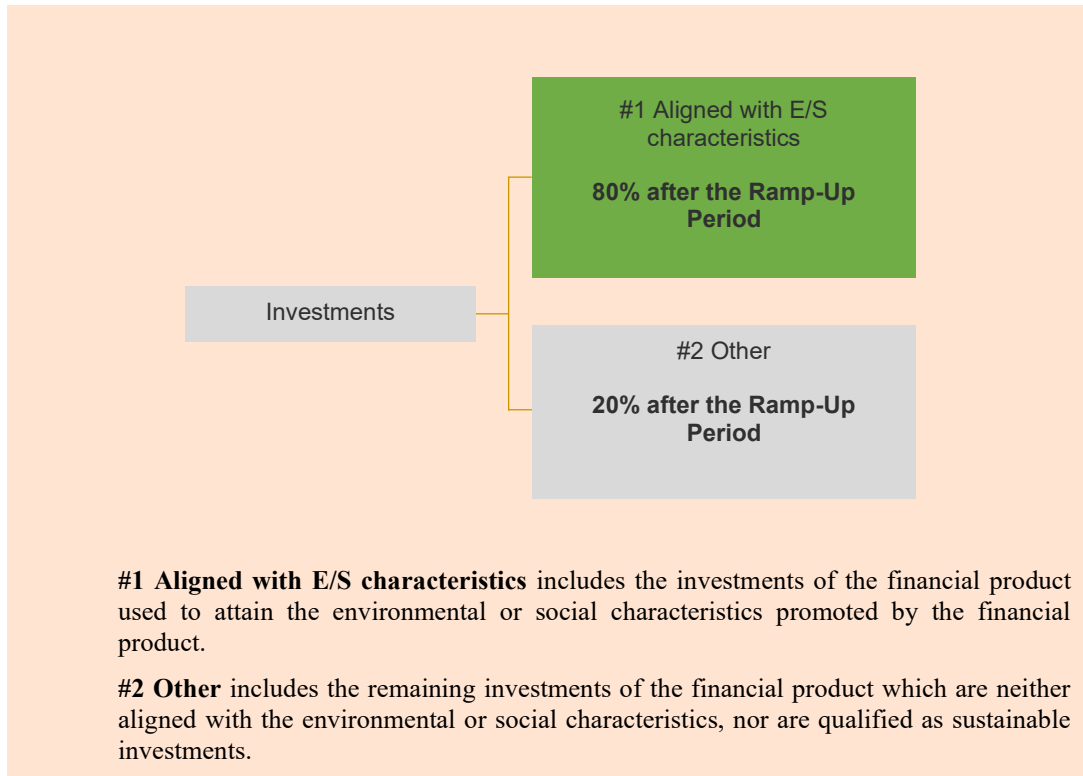 #1 Aligned with E/S
characteristics
80% after the Ramp-Up
Period
Investments
#2 Other
20% after the Ramp-Up
Period
#1 Aligned with E/S characteristics includes the investments of the financial product
used to attain the environmental or social characteristics promoted by the financial
product.
#2 Other includes the remaining investments of the financial product which are neither
aligned with the environmental or social characteristics, nor are qualified as sustainable
investments.